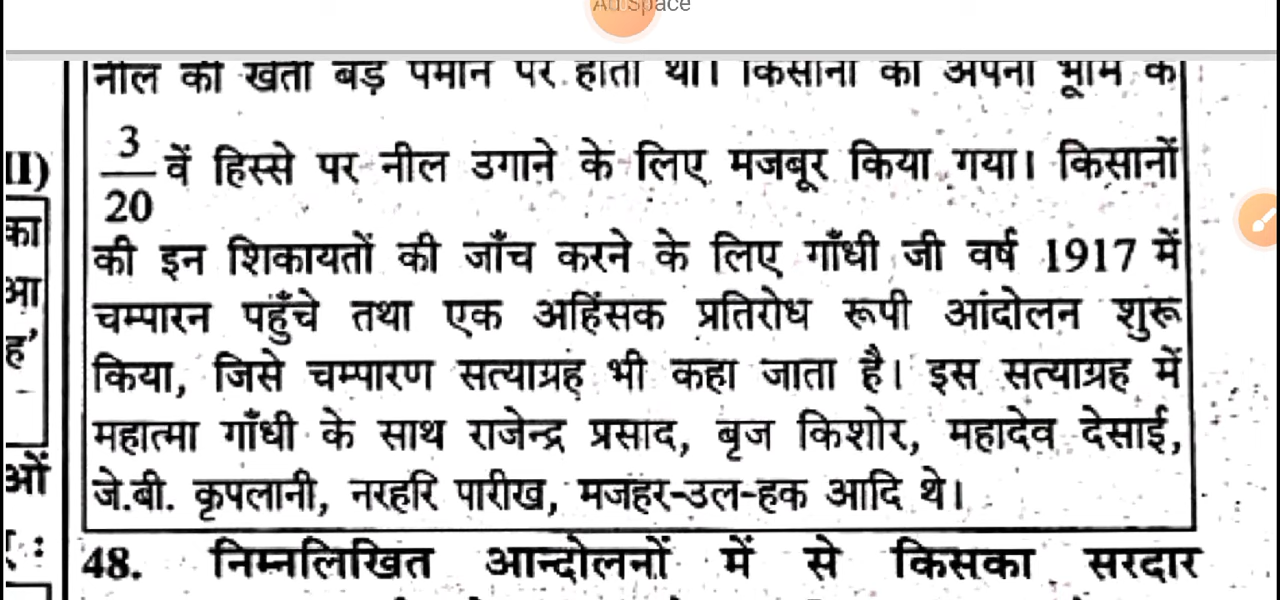 Ad Space
नील की खेती बड़े पैमाने पर होती थी। किसानों को अपनी भूमि के
3/20 वें हिस्से पर नील उगाने के लिए मजबूर किया गया। किसानों
की इन शिकायतों की जाँच करने के लिए गाँधी जी वर्ष 1917 में
चम्पारन पहुँचे तथा एक अहिंसक प्रतिरोध रूपी आंदोलन शुरू
किया, जिसे चम्पारण सत्याग्रह भी कहा जाता है। इस सत्याग्रह में
महात्मा गाँधी के साथ राजेन्द्र प्रसाद, बृज किशोर, महादेव देसाई,
जे.बी. कृपलानी, नरहरि पारीख, मजहर-उल-हक आदि थे।
48. निम्नलिखित आन्दोलनों में से किसका सरदार
II)
का
आ
ह’
ओं
: